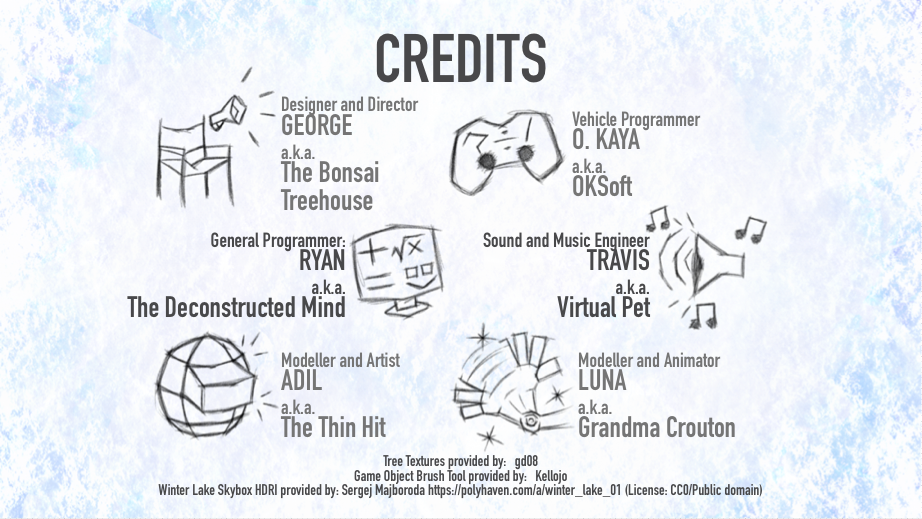 CREDITS
Designer and Director
GEORGE
a.k.a.
The Bonsai
Treehouse
Vehicle Programmer
O. KAYA
a.k.a.
OKSoft
General Programmer:
RYAN
a.k.a.
The Deconstructed Mind
Sound and Music Engineer
TRAVIS
a.k.a.
Virtual Pet
Modeller and Artist
ADIL
a.k.a.
The Thin Hit
Modeller and Animator
LUNA
a.k.a.
Grandma Crouton
Tree Textures provided by: gd08
Game Object Brush Tool provided by: Kellojo
Winter Lake Skybox HDRI provided by: Sergej Majboroda https://polyhaven.com/a/winter_lake_01 (License: CC0/Public domain)